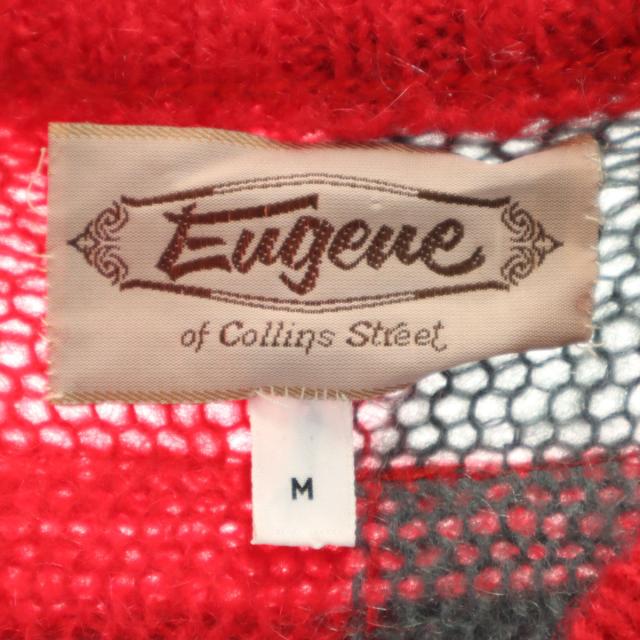 Eugene
of Collins Street
M